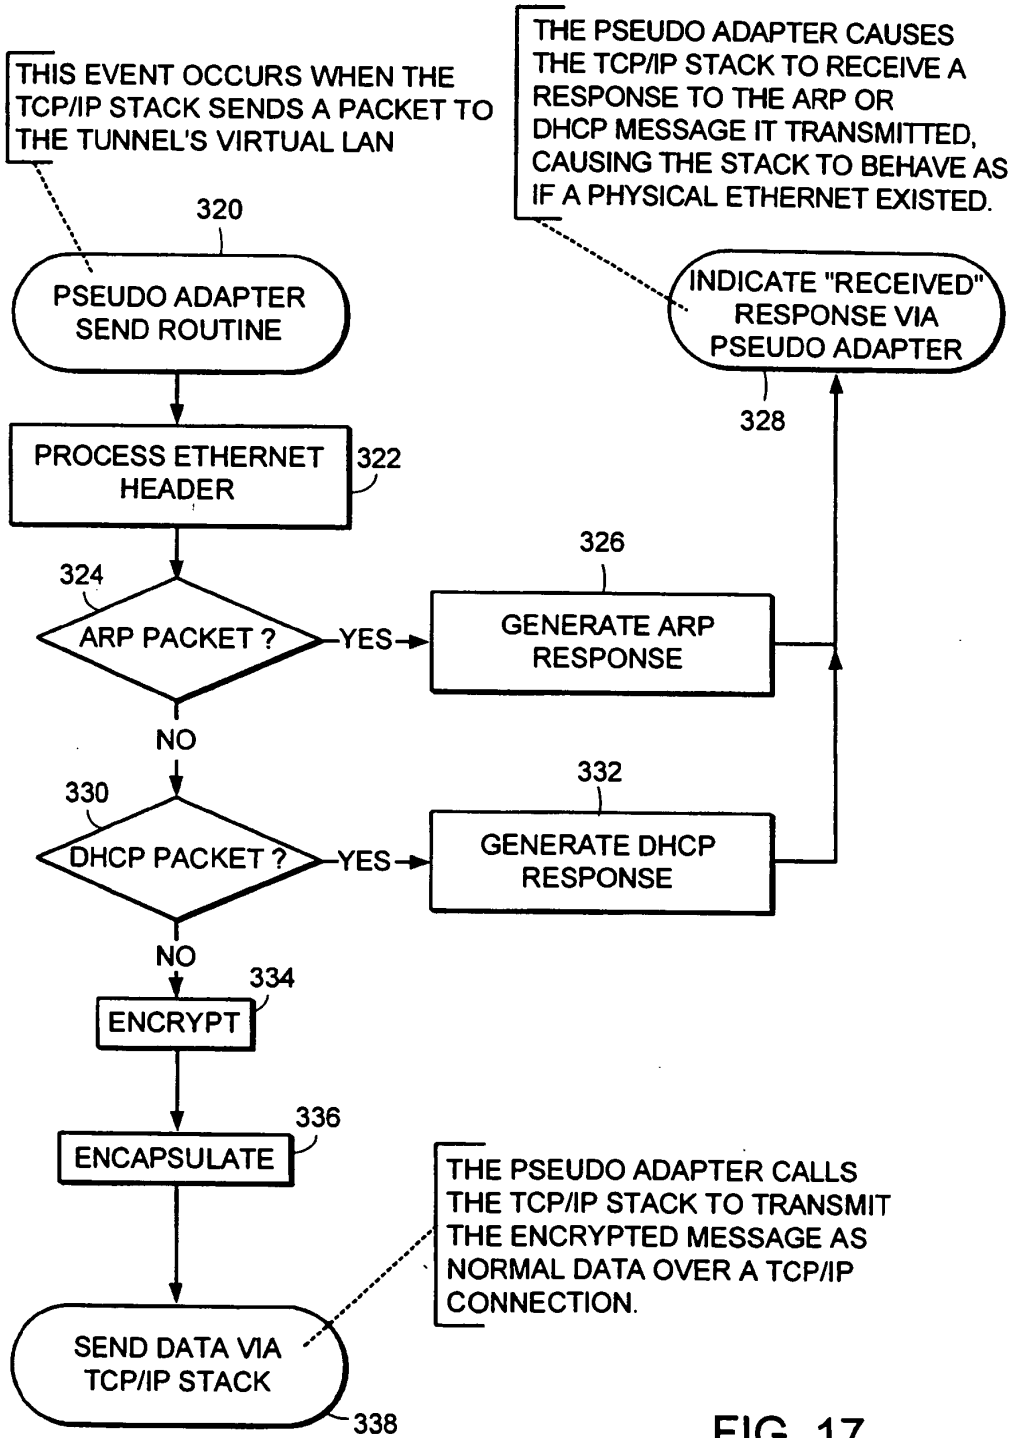 THIS EVENT OCCURS WHEN THE
TCP/IP STACK SENDS A PACKET TO
THE TUNNEL'S VIRTUAL LAN
THE PSEUDO ADAPTER CAUSES
THE TCP/IP STACK TO RECEIVE A
RESPONSE TO THE ARP OR
DHCP MESSAGE IT TRANSMITTED,
CAUSING THE STACK TO BEHAVE AS
IF A PHYSICAL ETHERNET EXISTED.
320
PSEUDO ADAPTER
SEND ROUTINE
INDICATE "RECEIVED"
RESPONSE VIA
PSEUDO ADAPTER
328
PROCESS ETHERNET
HEADER
322
324
ARP PACKET ?
YES
326
GENERATE ARP
RESPONSE
NO
330
DHCP PACKET ?
YES
332
GENERATE DHCP
RESPONSE
NO
334
ENCRYPT
336
ENCAPSULATE
THE PSEUDO ADAPTER CALLS
THE TCP/IP STACK TO TRANSMIT
THE ENCRYPTED MESSAGE AS
NORMAL DATA OVER A TCP/IP
CONNECTION.
SEND DATA VIA
TCP/IP STACK
338
FIG. 17